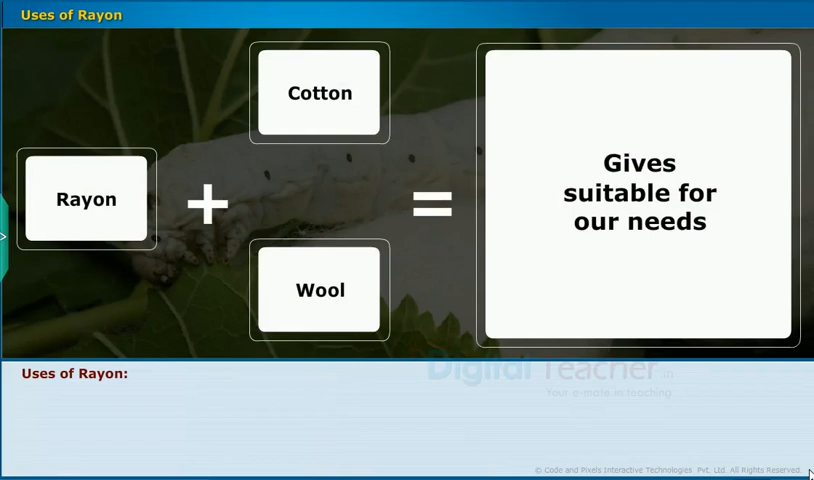 Uses of Rayon
Cotton
Rayon
+
=
Wool
Gives
suitable for
our needs
>
Uses of Rayon:
Digital Teacher.in
Your e-mate in teaching
© Code and Pixels Interactive Technologies Pvt. Ltd. All Rights Reserved.